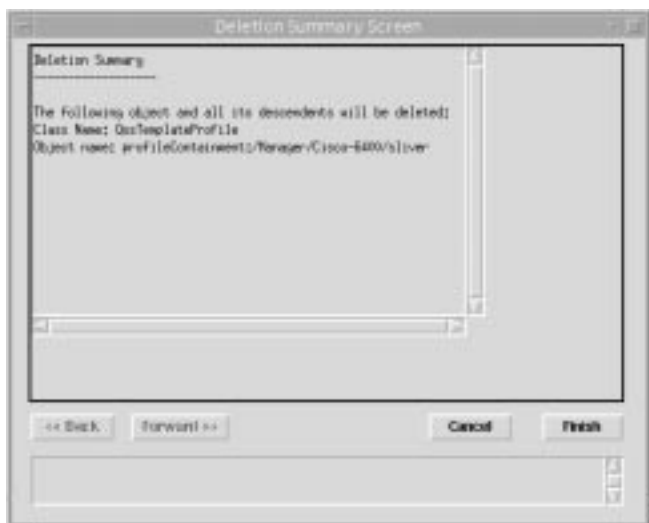 Deletion Summary Screen
Deletion Summary
------------------
The following object and all its descendents will be deleted:
Class Name: QosTemplateProfile
Object name: profileContainment:/Manager/Cisco-6400/sliver
<< Back
Forward >>
Cancel
Finish